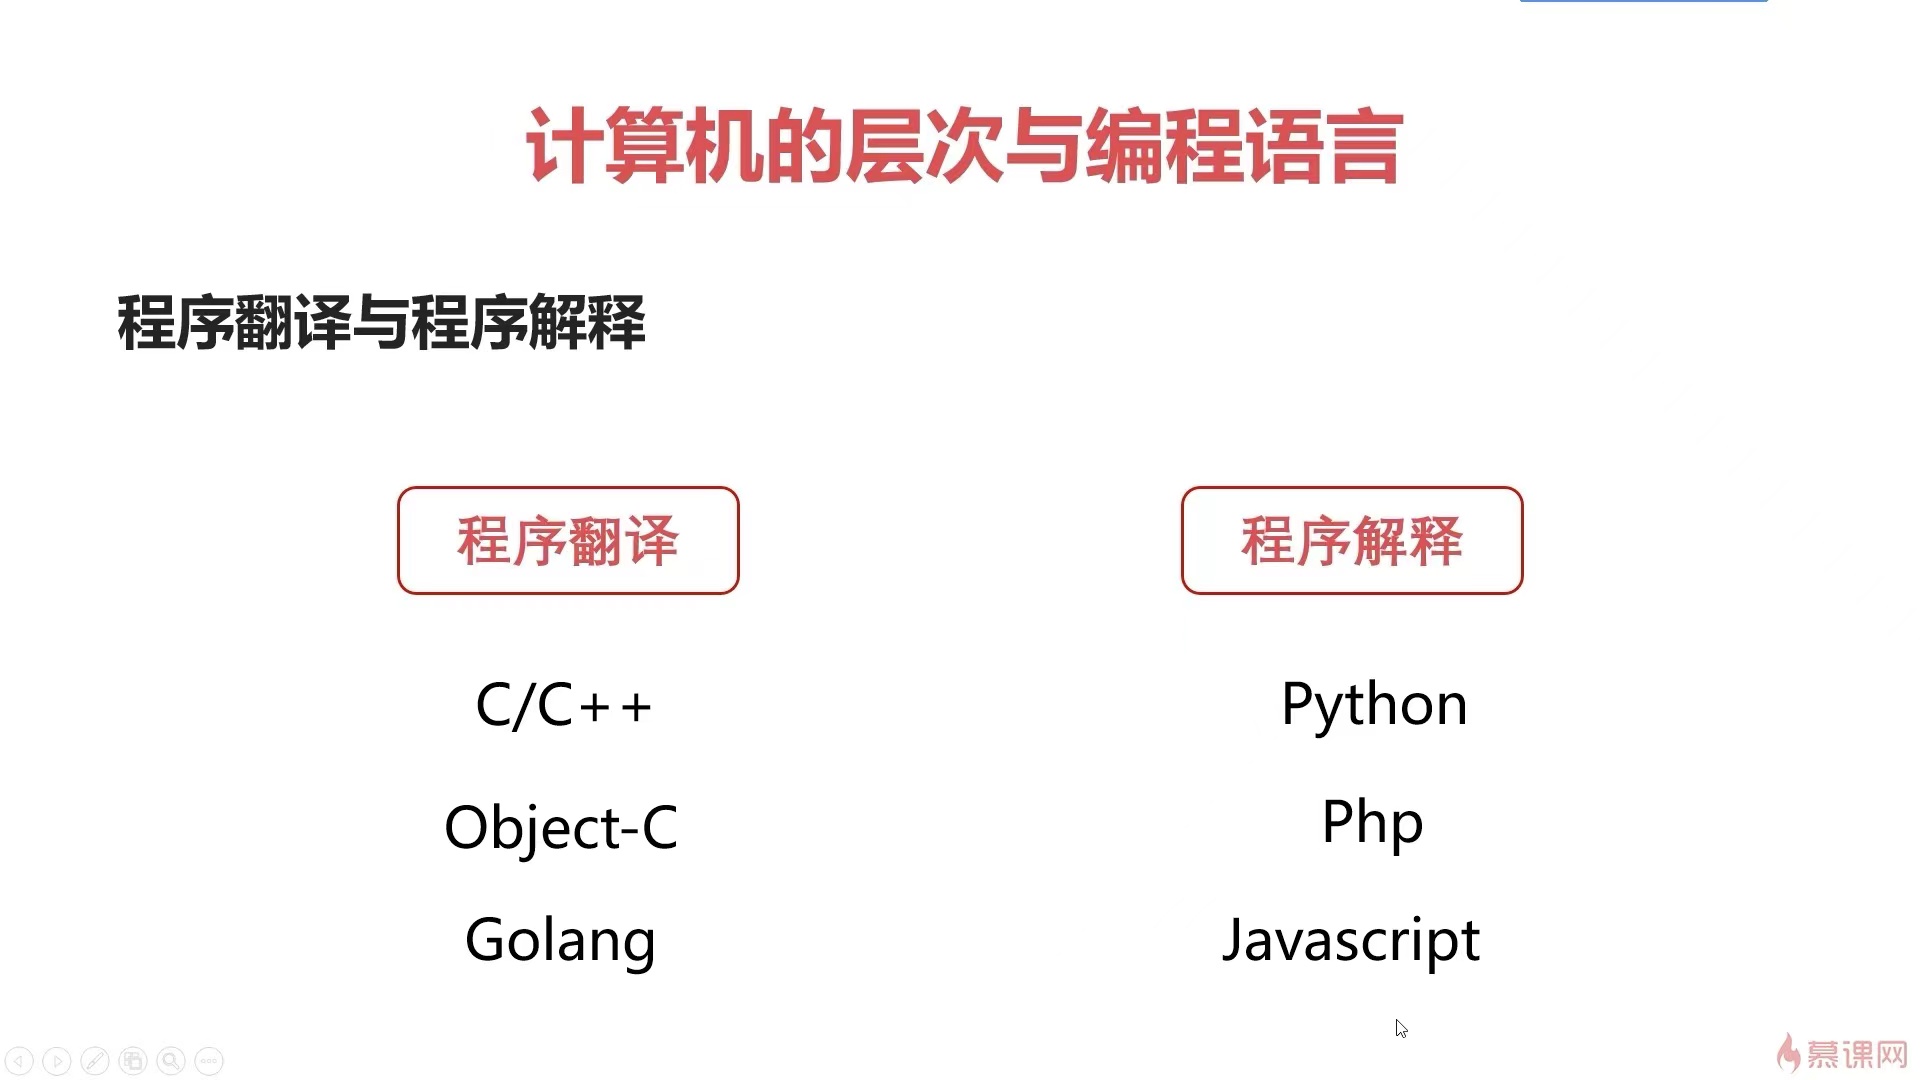 计算机的层次与编程语言
程序翻译与程序解释
程序翻译
程序解释
C/C++
Python
Object-C
Php
Golang
Javascript
慕课网